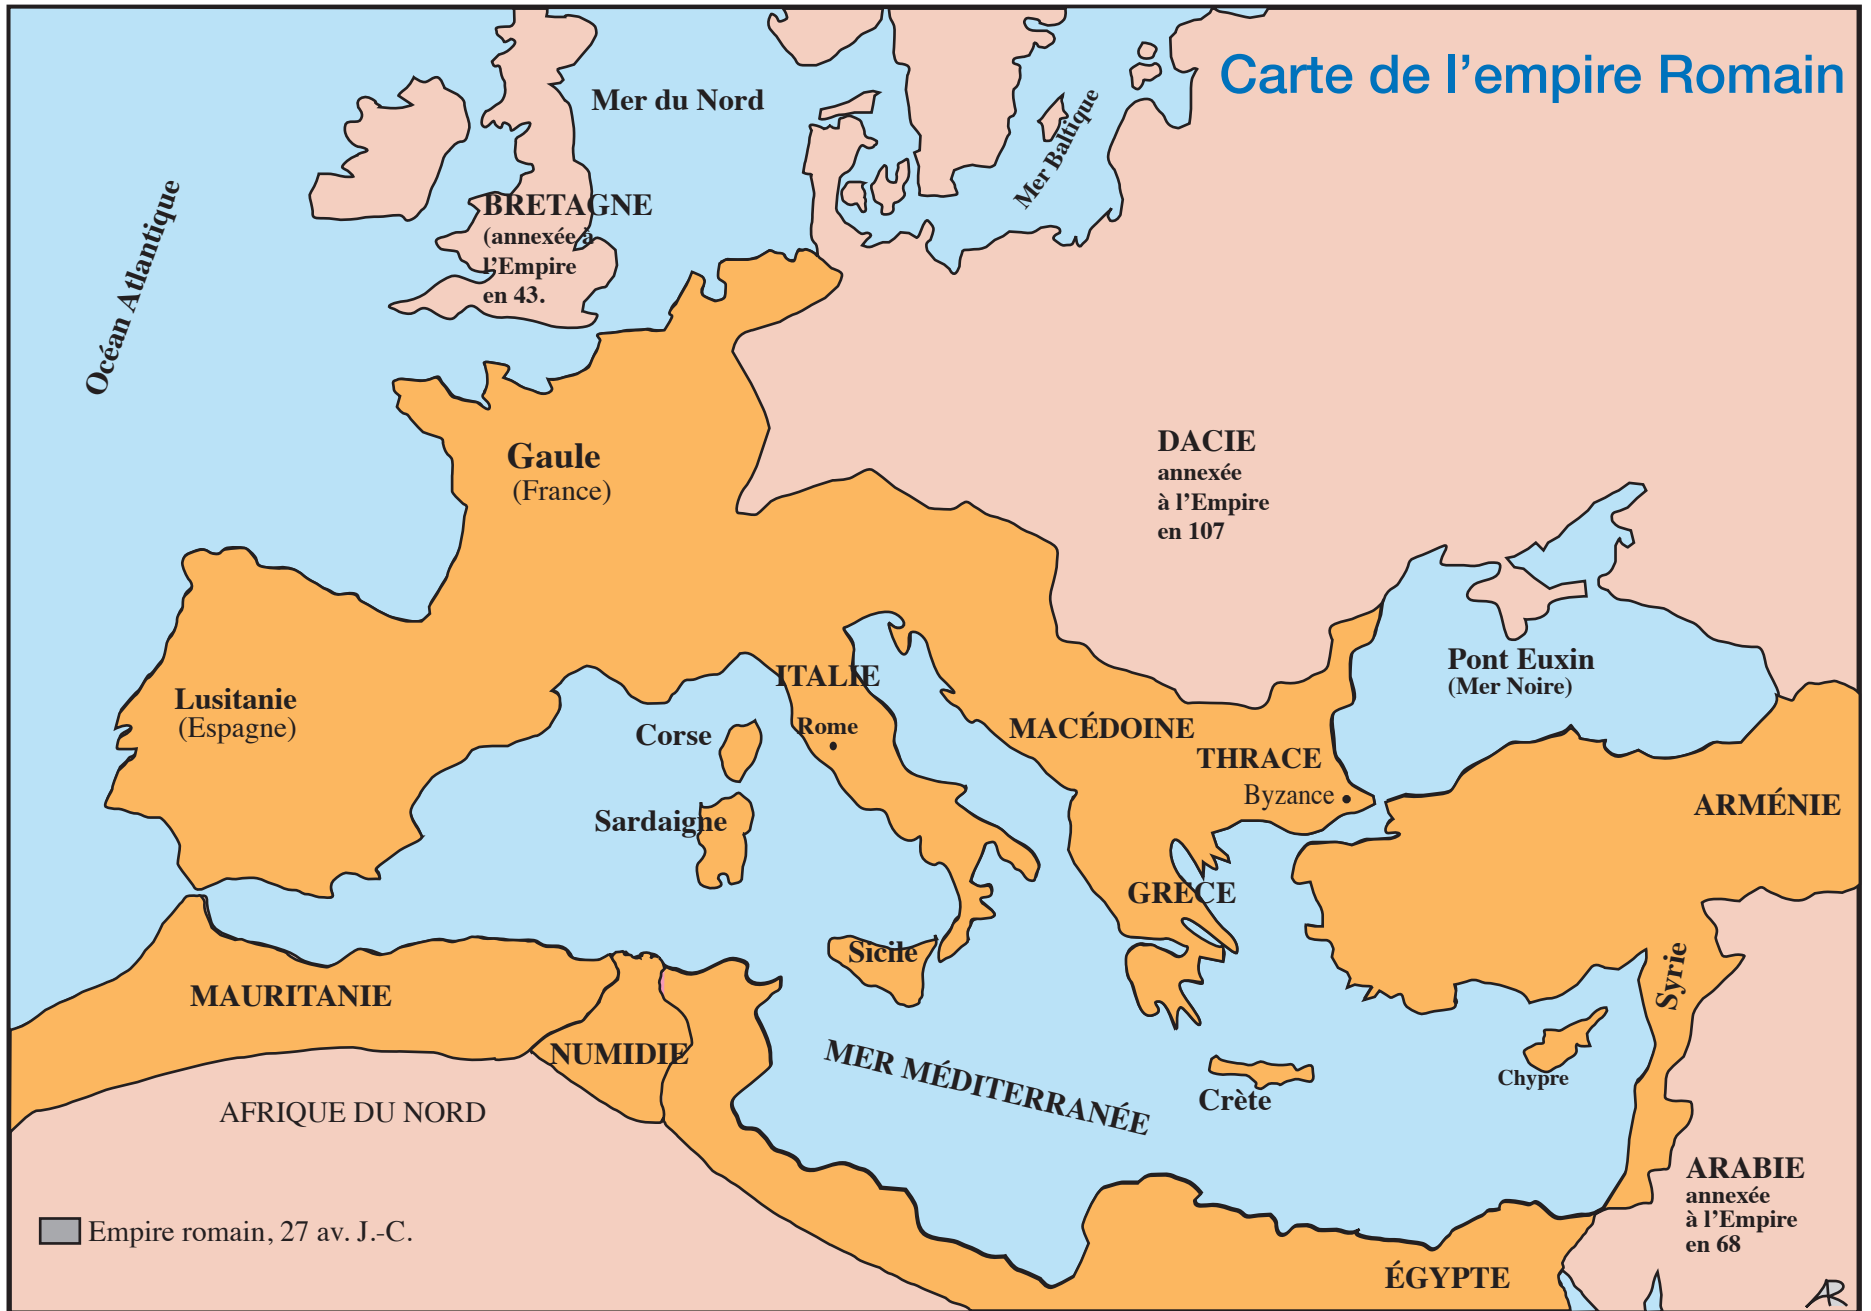 Carte de l’empire Romain
Mer du Nord
Mer Baltique
Océan Atlantique
BRETAGNE
(annexée à
l’Empire
en 43.
Gaule
(France)
DACIE
annexée
à l’Empire
en 107
Lusitanie
(Espagne)
ITALIE
Rome
Corse
Sardaigne
MACÉDOINE
THRACE
Byzance
Pont Euxin
(Mer Noire)
ARMÉNIE
GRÈCE
Sicile
Syrie
MAURITANIE
NUMIDIE
MER MÉDITERRANÉE
Crète
Chypre
AFRIQUE DU NORD
ARABIE
annexée
à l’Empire
en 68
Empire romain, 27 av. J.-C.
ÉGYPTE
AR